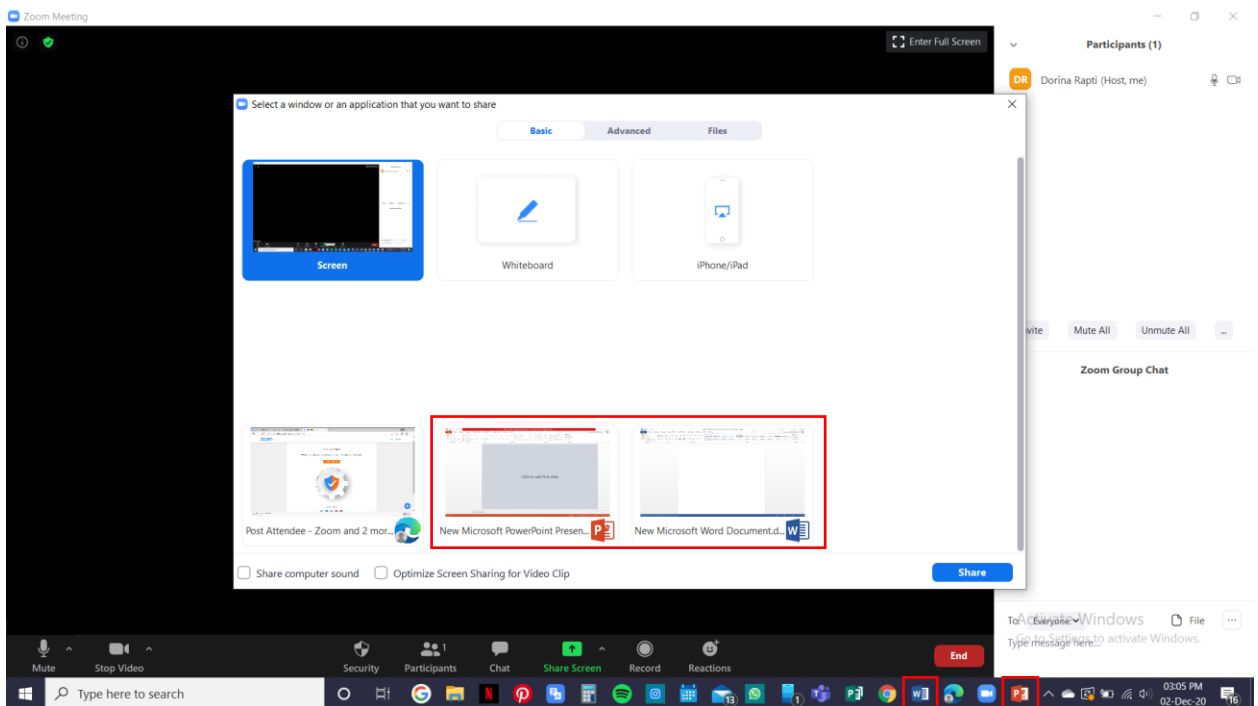 Zoom Meeting
Enter Full Screen
Participants (1)
DR Dorina Rapti (Host, me)
Select a window or an application that you want to share
Basic Advanced Files
Screen Whiteboard iPhone/iPad
vite Mute All Unmute All ...
Zoom Group Chat
Post Attendee - Zoom and 2 mor... New Microsoft PowerPoint Presen... New Microsoft Word Document.d...
Share computer sound Optimize Screen Sharing for Video Clip Share
To: Everyone File ...
Type message here...
Activate Windows
Go to Settings to activate Windows.
1
Mute Stop Video Security Participants Chat Share Screen Record Reactions End
Type here to search
13 1 16
03:05 PM
02-Dec-20